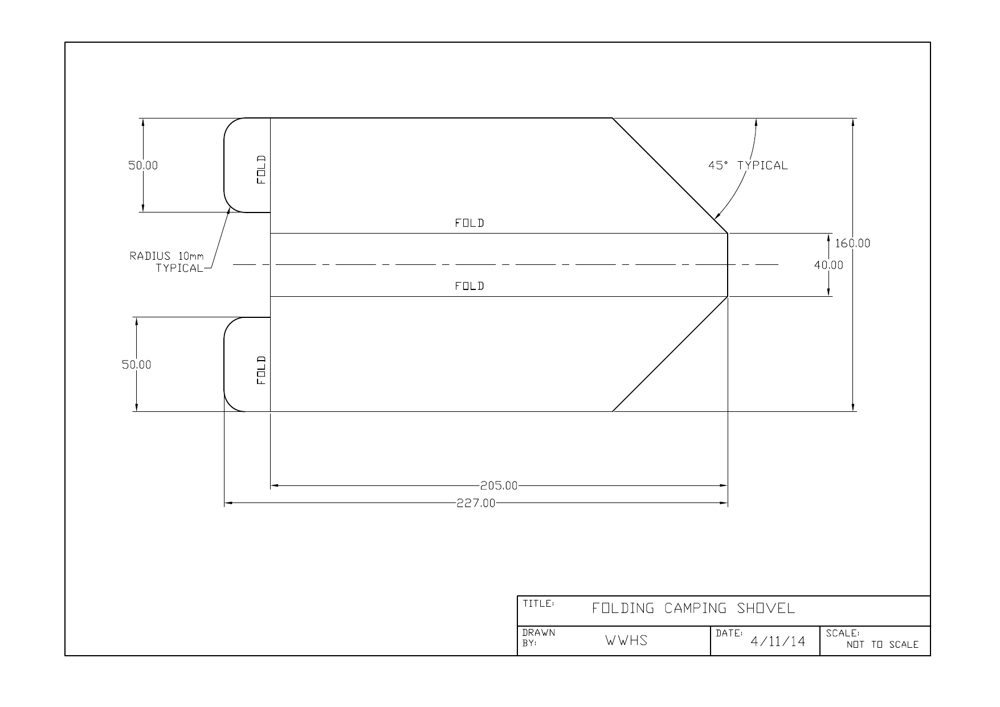 50.00
FOLD
45° TYPICAL
FOLD
160.00
RADIUS 10mm
TYPICAL
40.00
FOLD
50.00
FOLD
205.00
227.00
TITLE: FOLDING CAMPING SHOVEL
DRAWN
BY: WWHS
DATE: 4/11/14
SCALE:
NOT TO SCALE